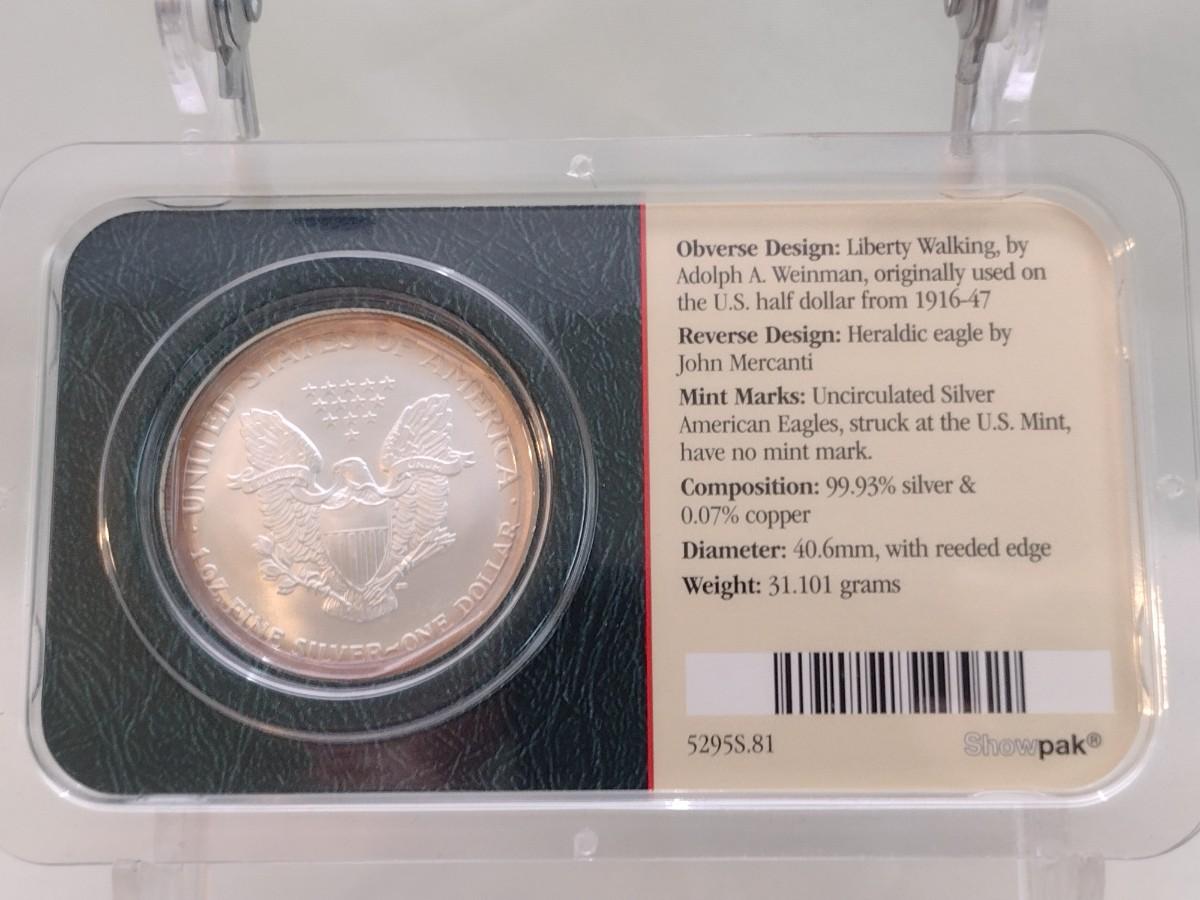 UNITED STATES OF AMERICA
UNUM
1 OZ. FINE SILVER~ONE DOLLAR
Obverse Design: Liberty Walking, by
Adolph A. Weinman, originally used on
the U.S. half dollar from 1916-47
Reverse Design: Heraldic eagle by
John Mercanti
Mint Marks: Uncirculated Silver
American Eagles, struck at the U.S. Mint,
have no mint mark.
Composition: 99.93% silver &
0.07% copper
Diameter: 40.6mm, with reeded edge
Weight: 31.101 grams
5295S.81
Showpak®